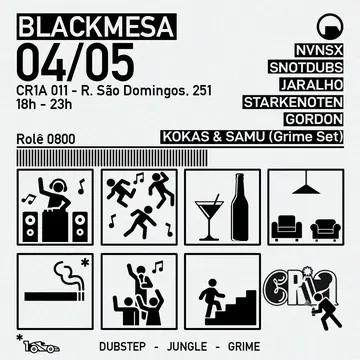 BLACKMESA
04/05
CR1A 011 - R. São Domingos, 251
18h - 23h
NVNSX
SNOTDUBS
JARALHO
STARKENOTEN
GORDON
KOKAS & SAMU (Grime Set)
Rolê 0800
*
CR1A
*
DUBSTEP - JUNGLE - GRIME